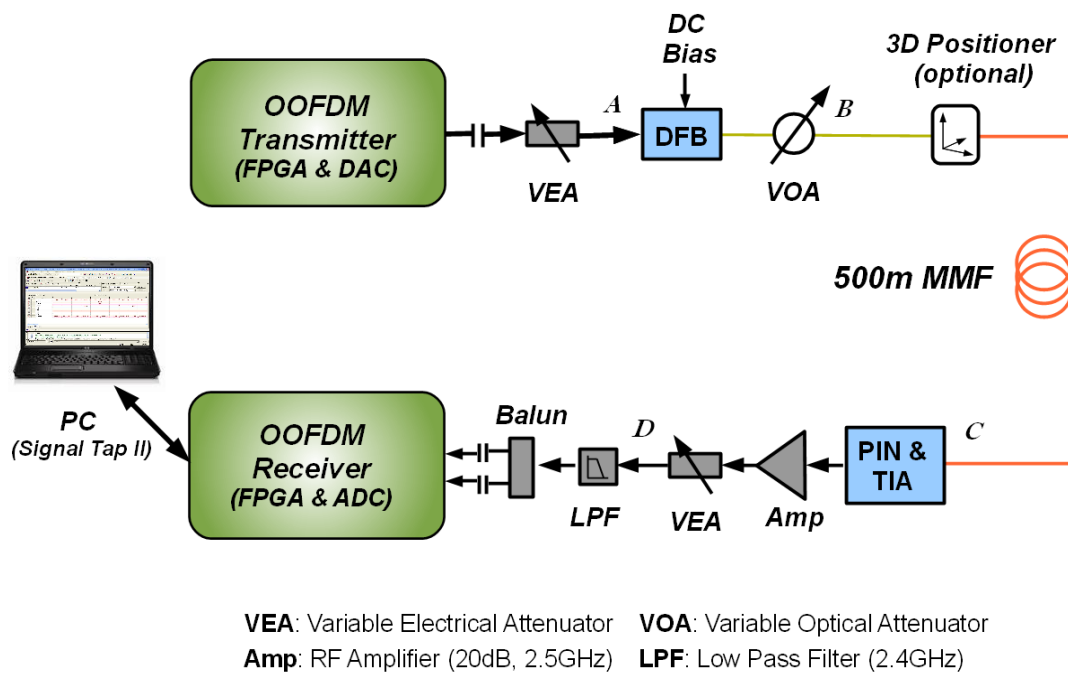 OOFDM
Transmitter
(FPGA & DAC)
VEA
A
DC
Bias
DFB
VOA
B
3D Positioner
(optional)
500m MMF
PC
(Signal Tap II)
OOFDM
Receiver
(FPGA & ADC)
Balun
LPF
D
VEA
Amp
PIN &
TIA
C
VEA: Variable Electrical Attenuator VOA: Variable Optical Attenuator
Amp: RF Amplifier (20dB, 2.5GHz) LPF: Low Pass Filter (2.4GHz)